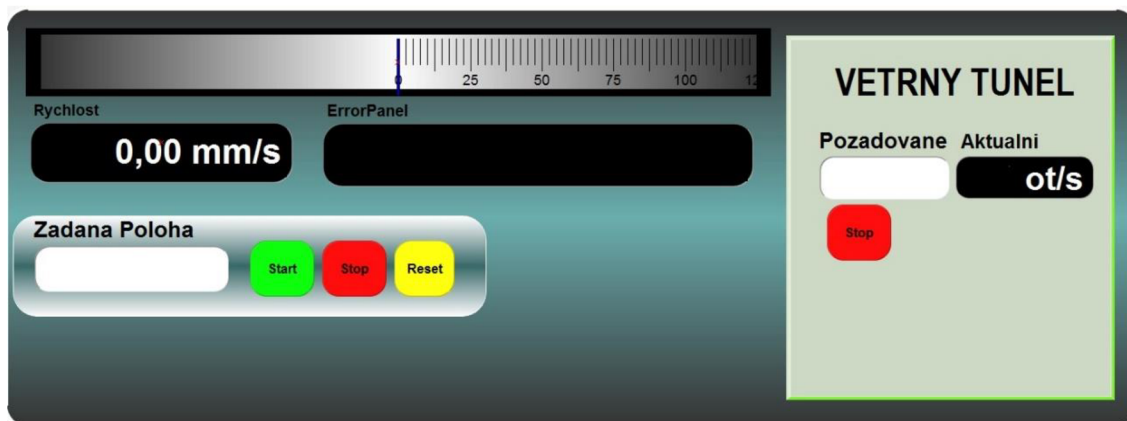 0 25 50 75 100 12
Rychlost
ErrorPanel
0,00 mm/s
Zadana Poloha
Start
Stop
Reset
VETRNY TUNEL
Pozadovane
Aktualni
ot/s
Stop